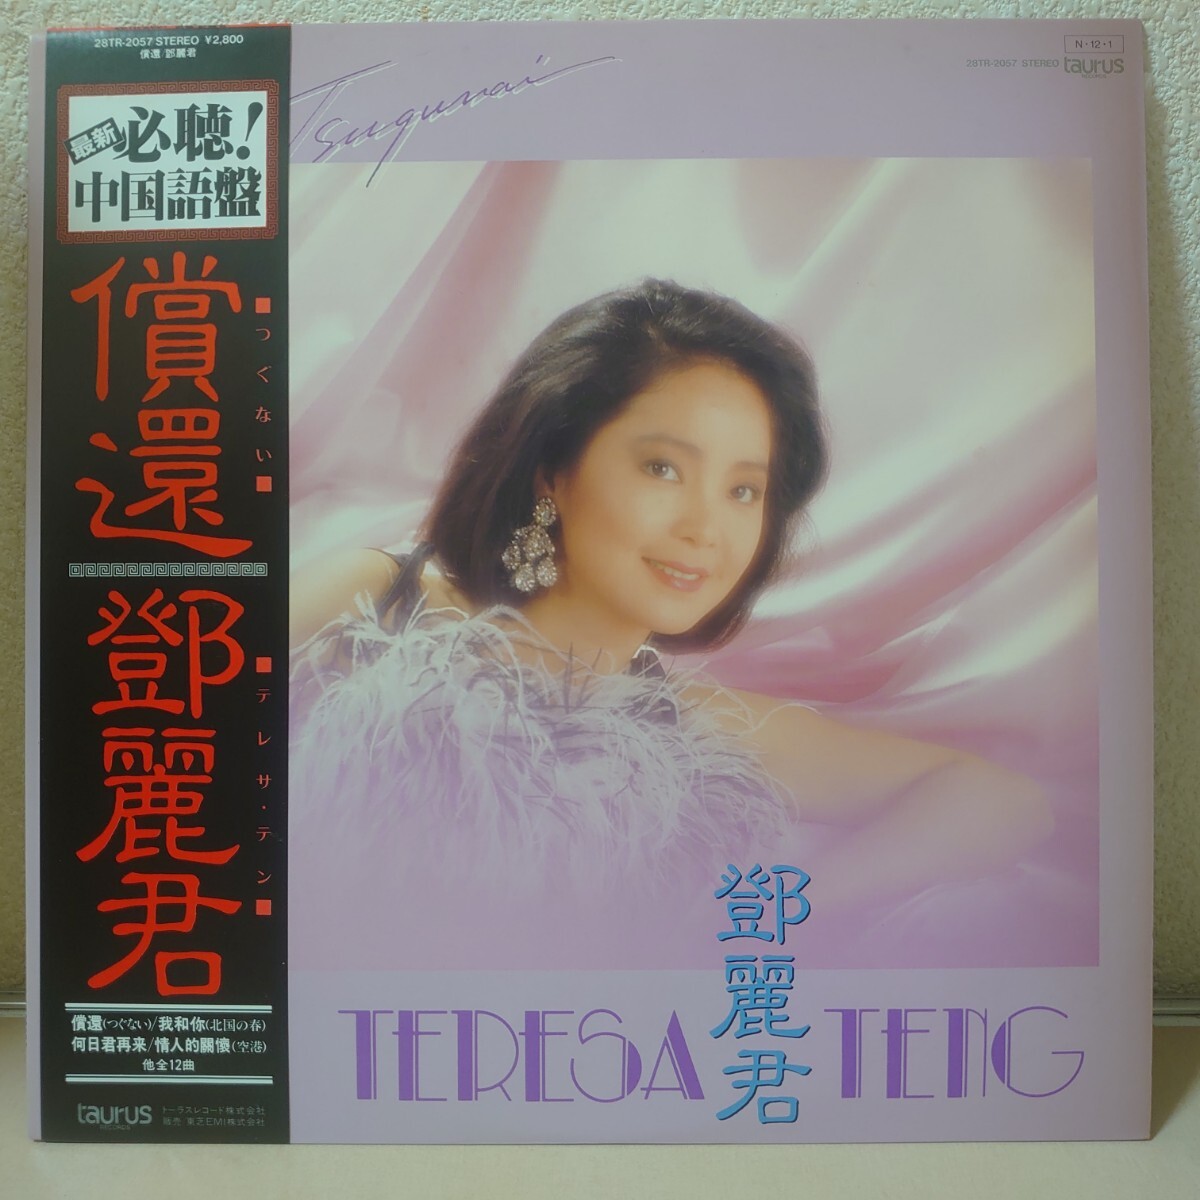 28TR-2057 STEREO ¥2,800
償還/鄧麗君
最新
必聴!
中国語盤
償還
■つぐない■
鄧麗君
■テレサ・テン■
償還(つぐない)/我和你(北国の春)
何日君再来/情人的關懷(空港)
他全12曲
taurus
RECORDS
トーラスレコード株式会社
販売 東芝EMI株式会社
Tsugunai
N・12・1
28TR-2057 STEREO
taurus
RECORDS
TERESA TENG
鄧麗君